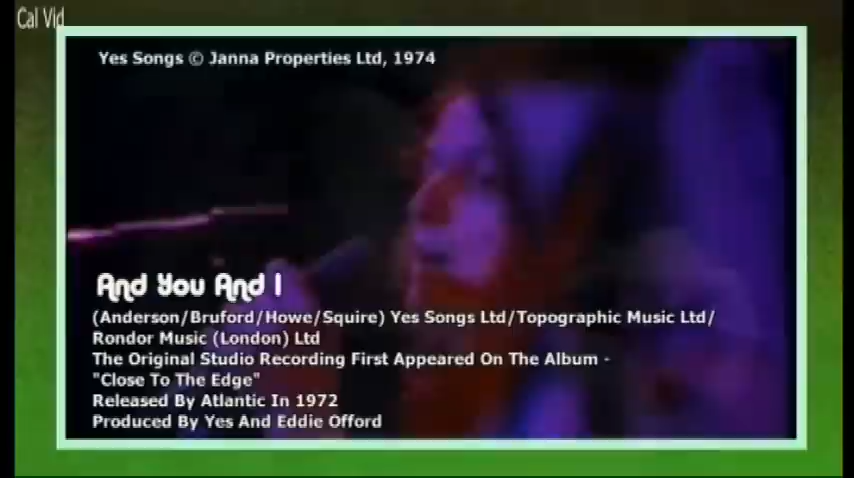 Cal Vid
Yes Songs © Janna Properties Ltd, 1974
And You And I
(Anderson/Bruford/Howe/Squire) Yes Songs Ltd/Topographic Music Ltd/
Rondor Music (London) Ltd
The Original Studio Recording First Appeared On The Album -
"Close To The Edge"
Released By Atlantic In 1972
Produced By Yes And Eddie Offord